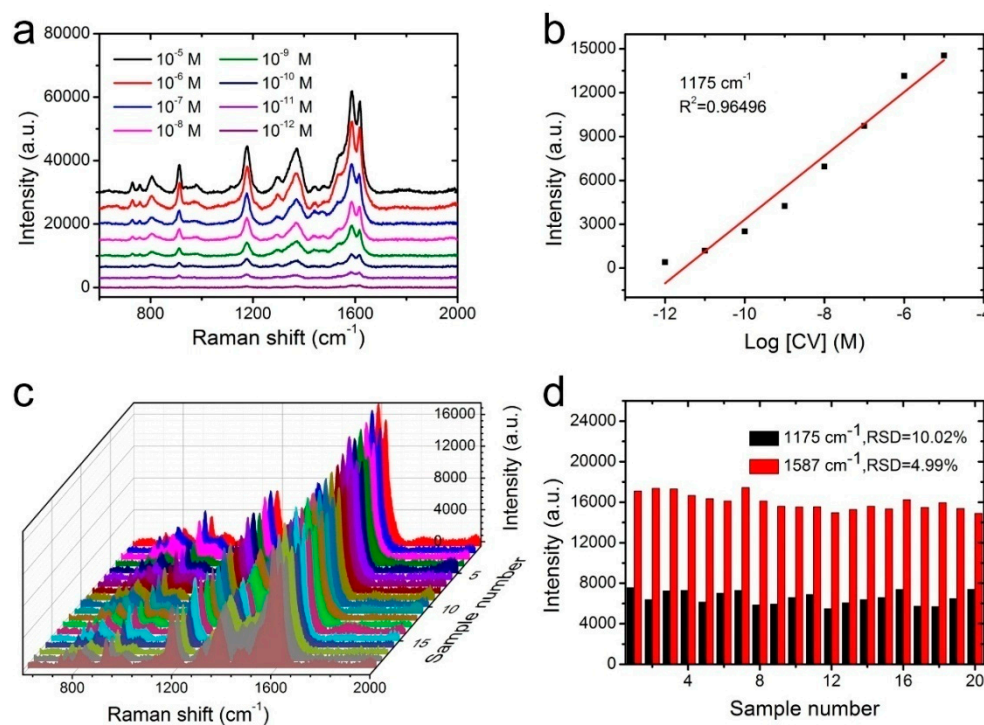 a
80000
60000
40000
20000
0
Intensity (a.u.)
10⁻⁵ M
10⁻⁶ M
10⁻⁷ M
10⁻⁸ M
10⁻⁹ M
10⁻¹⁰ M
10⁻¹¹ M
10⁻¹² M
800 1200 1600 2000
Raman shift (cm⁻¹)
b
15000
12000
9000
6000
3000
0
Intensity (a.u.)
1175 cm⁻¹
R²=0.96496
-12 -10 -8 -6 -4
Log [CV] (M)
c
16000
12000
8000
4000
0
Intensity (a.u.)
5
10
15
Sample number
800 1200 1600 2000
800 1200 1600 2000
Raman shift (cm⁻¹)
d
24000
20000
16000
12000
8000
4000
0
Intensity (a.u.)
1175 cm⁻¹,RSD=10.02%
1587 cm⁻¹,RSD=4.99%
4 8 12 16 20
Sample number